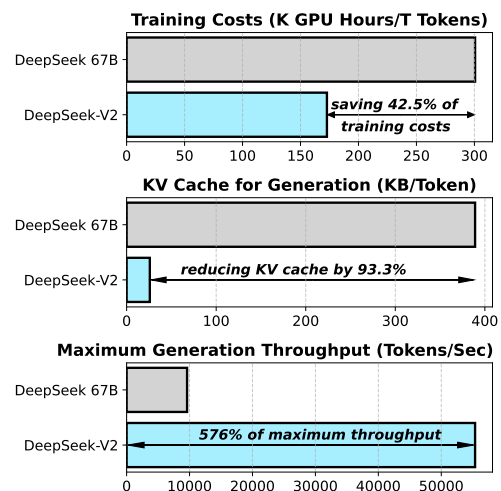 Training Costs (K GPU Hours/T Tokens)
DeepSeek 67B
DeepSeek-V2
saving 42.5% of
training costs
0 50 100 150 200 250 300
KV Cache for Generation (KB/Token)
DeepSeek 67B
DeepSeek-V2
reducing KV cache by 93.3%
0 100 200 300 400
Maximum Generation Throughput (Tokens/Sec)
DeepSeek 67B
DeepSeek-V2
576% of maximum throughput
0 10000 20000 30000 40000 50000